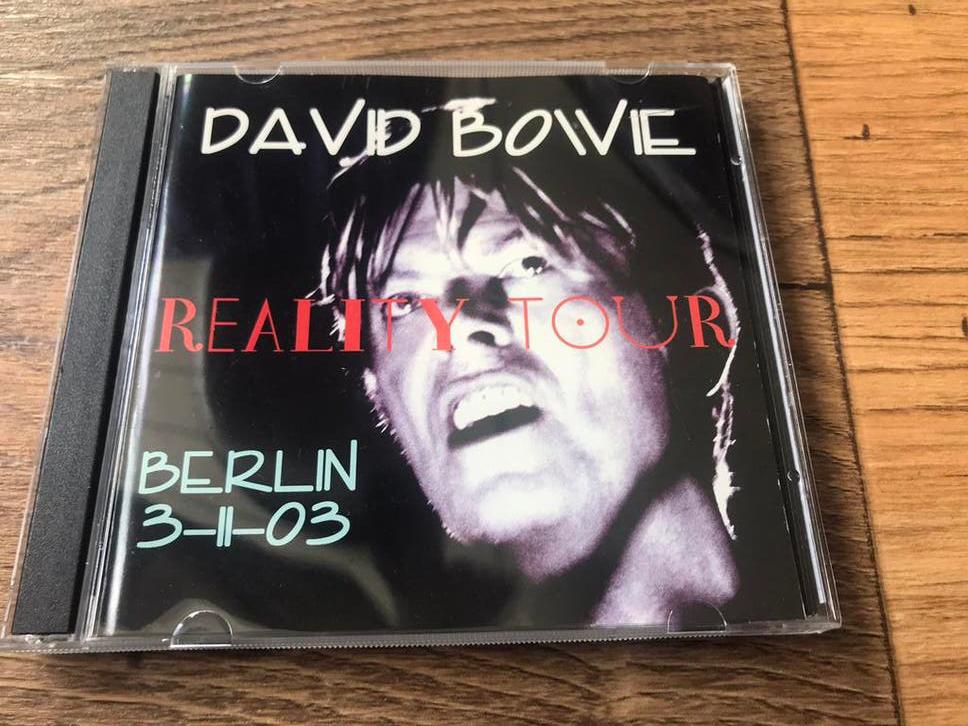 DAVID BOWIE
REALITY TOUR
BERLIN
3-11-03